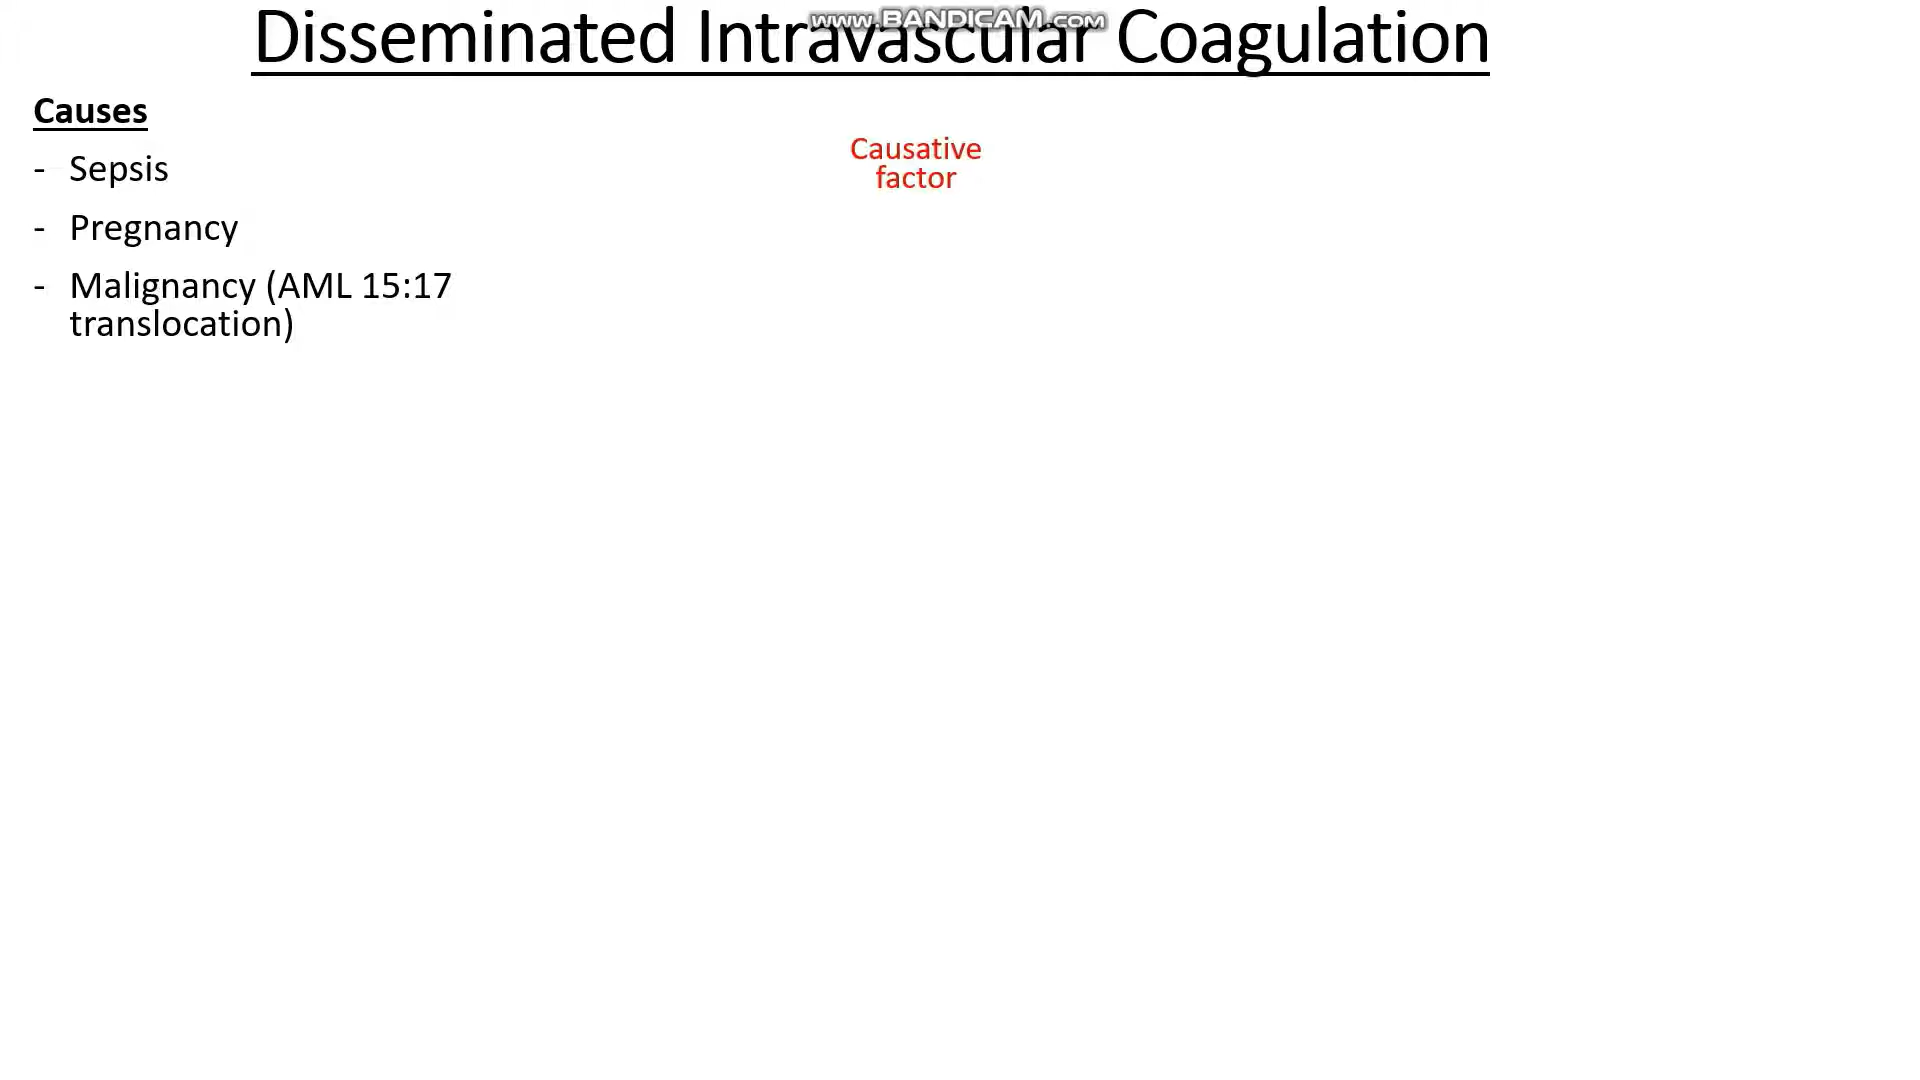 www.BANDICAM.com
Disseminated Intravascular Coagulation
Causes
- Sepsis
- Pregnancy
- Malignancy (AML 15:17
translocation)
Causative
factor